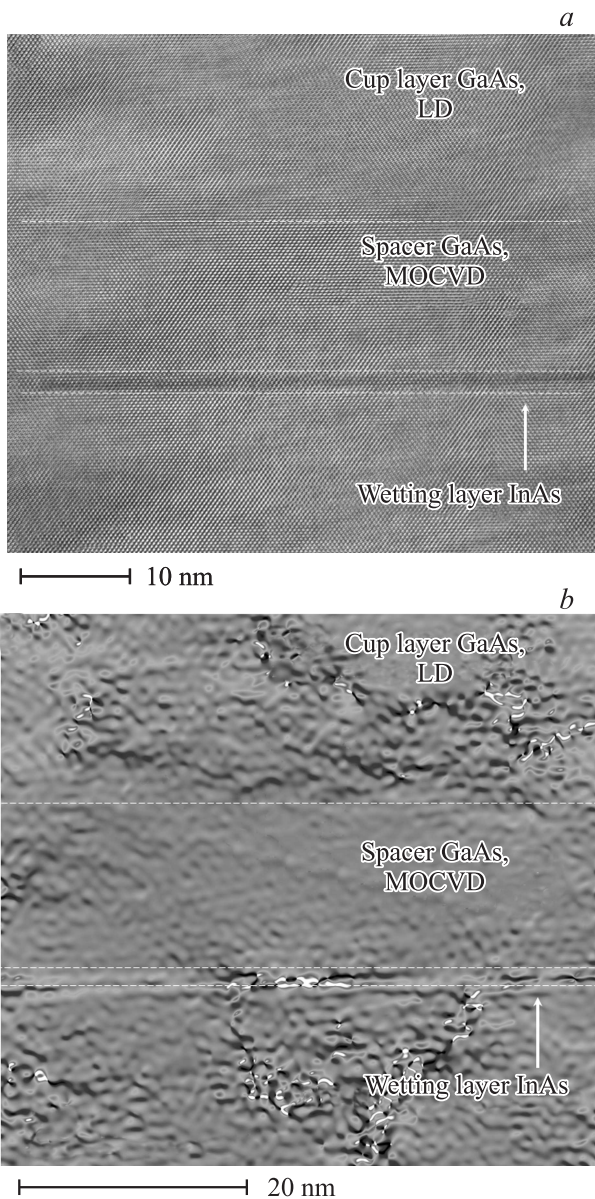 a
Cup layer GaAs,
LD
Spacer GaAs,
MOCVD
Wetting layer InAs
10 nm
b
Cup layer GaAs,
LD
Spacer GaAs,
MOCVD
Wetting layer InAs
20 nm